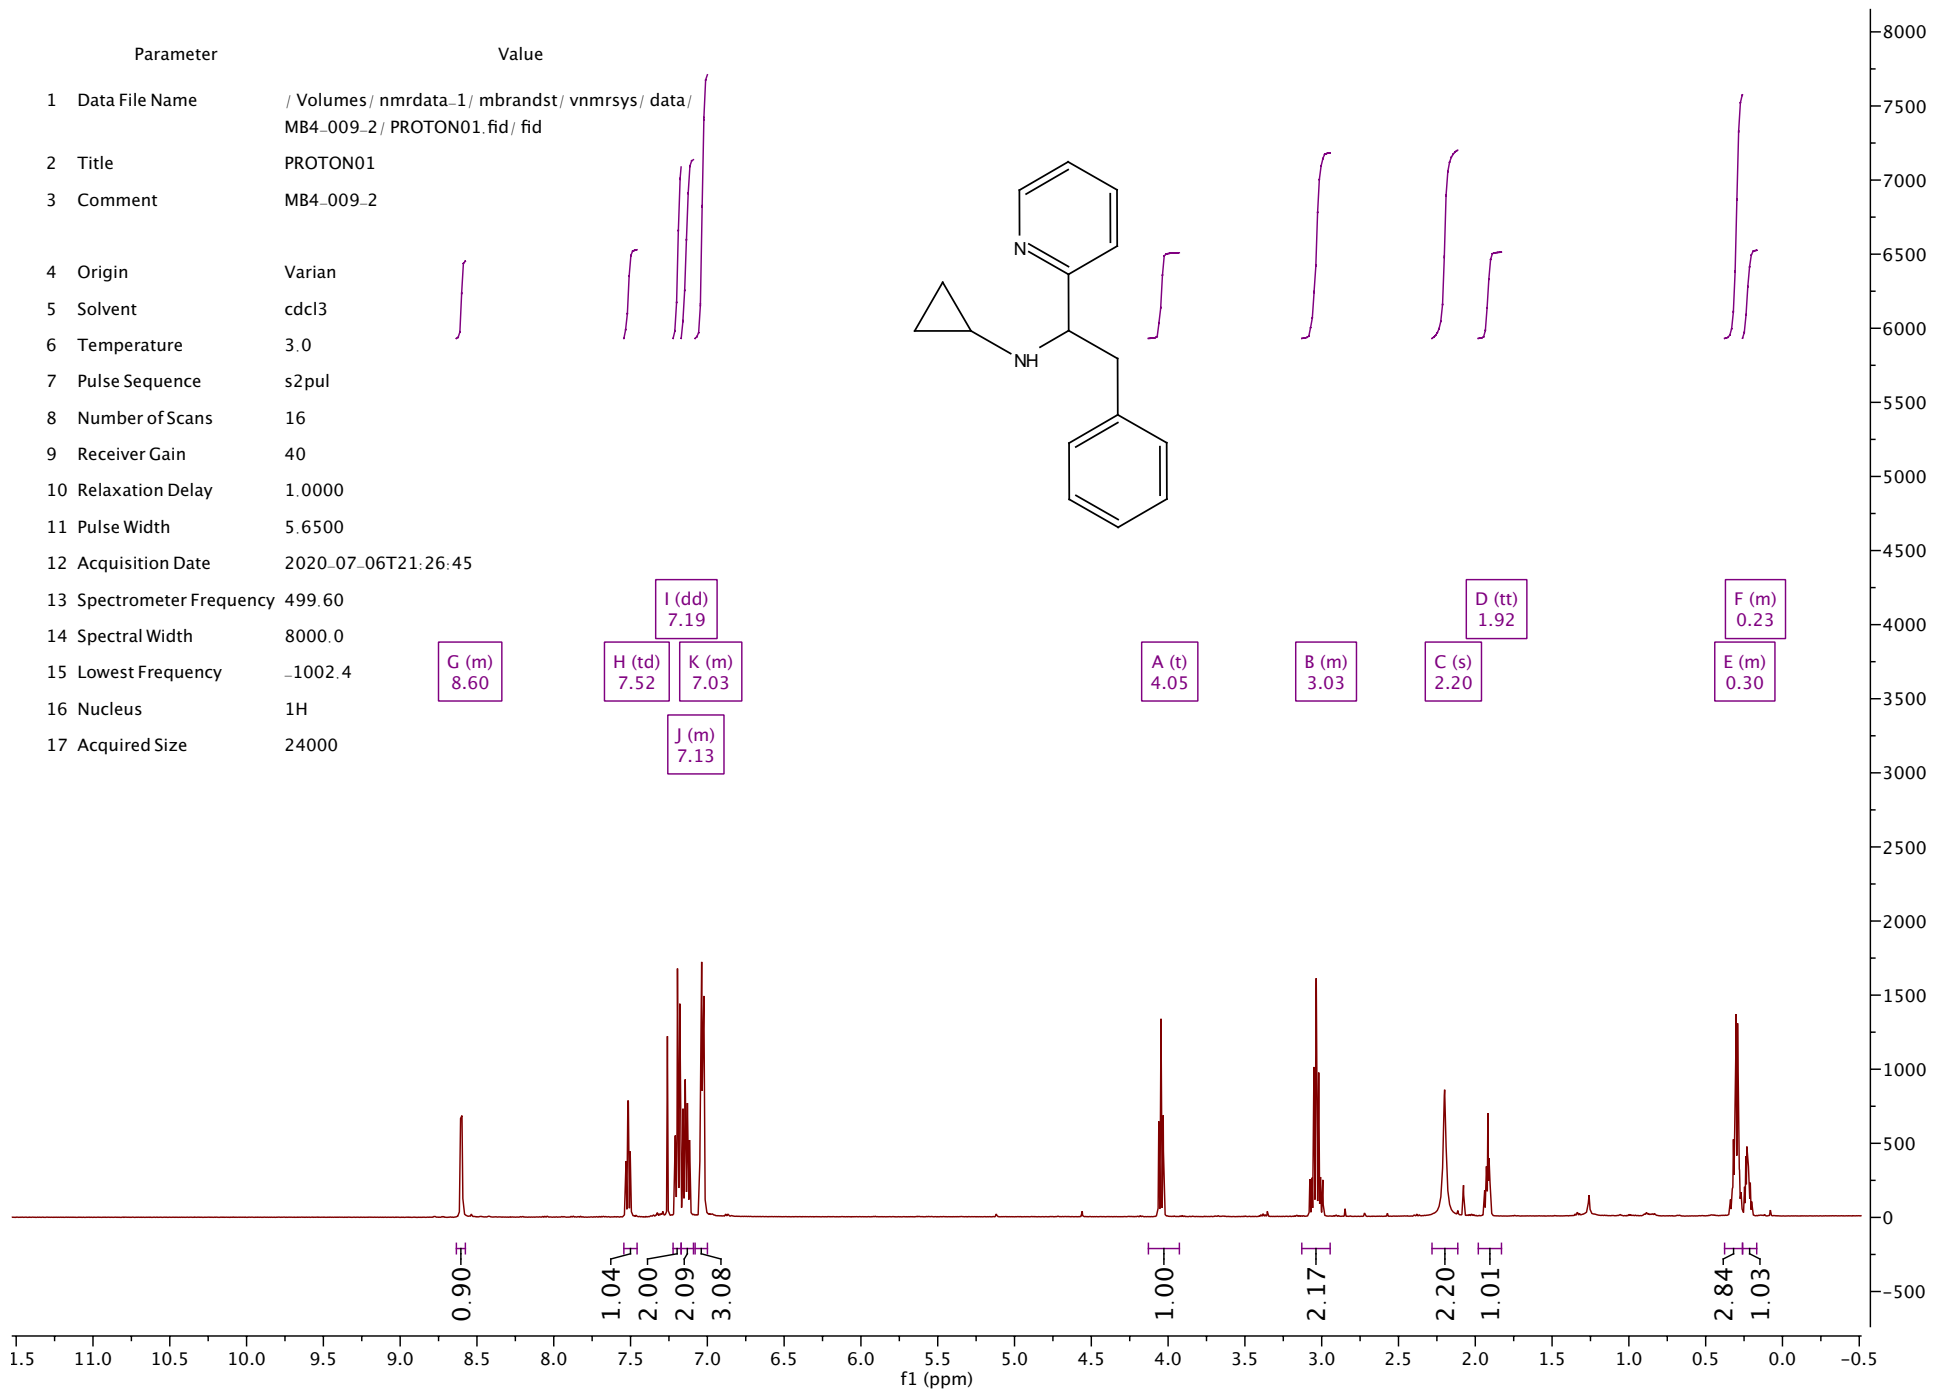 Parameter Value
1 Data File Name / Volumes/ nmrdata_1/ mbrandst/ vnmrsys/ data/
MB4_009_2/ PROTON01.fid/ fid
2 Title PROTON01
3 Comment MB4_009_2
4 Origin Varian
5 Solvent cdcl3
6 Temperature 3.0
7 Pulse Sequence s2pul
8 Number of Scans 16
9 Receiver Gain 40
10 Relaxation Delay 1.0000
11 Pulse Width 5.6500
12 Acquisition Date 2020_07_06T21:26:45
13 Spectrometer Frequency 499.60
14 Spectral Width 8000.0
15 Lowest Frequency _1002.4
16 Nucleus 1H
17 Acquired Size 24000
N
NH
I (dd)
7.19
D (tt)
1.92
F (m)
0.23
G (m)
8.60
H (td)
7.52
K (m)
7.03
A (t)
4.05
B (m)
3.03
C (s)
2.20
E (m)
0.30
J (m)
7.13
8000
7500
7000
6500
6000
5500
5000
4500
4000
3500
3000
2500
2000
1500
1000
500
0
-500
0.90 1.04 2.00 2.09 3.08 1.00 2.17 2.20 1.01 2.84 1.03
1.5 11.0 10.5 10.0 9.5 9.0 8.5 8.0 7.5 7.0 6.5 6.0 5.5 5.0 4.5 4.0 3.5 3.0 2.5 2.0 1.5 1.0 0.5 0.0 -0.5
f1 (ppm)